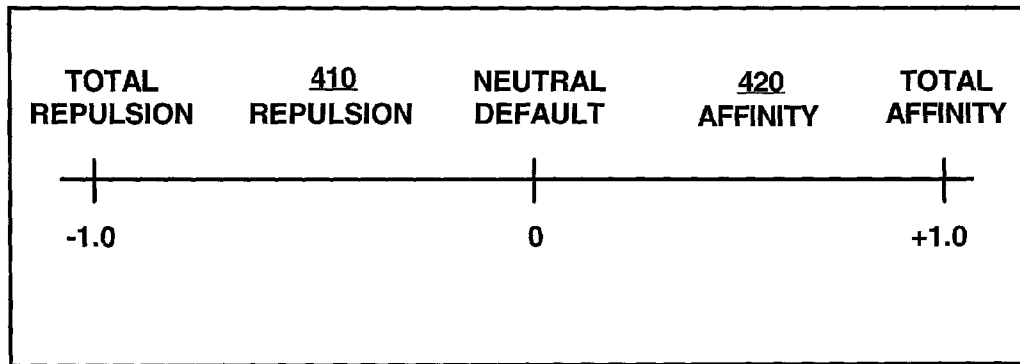 TOTAL REPULSION
410 REPULSION
NEUTRAL DEFAULT
420 AFFINITY
TOTAL AFFINITY
-1.0 0 +1.0